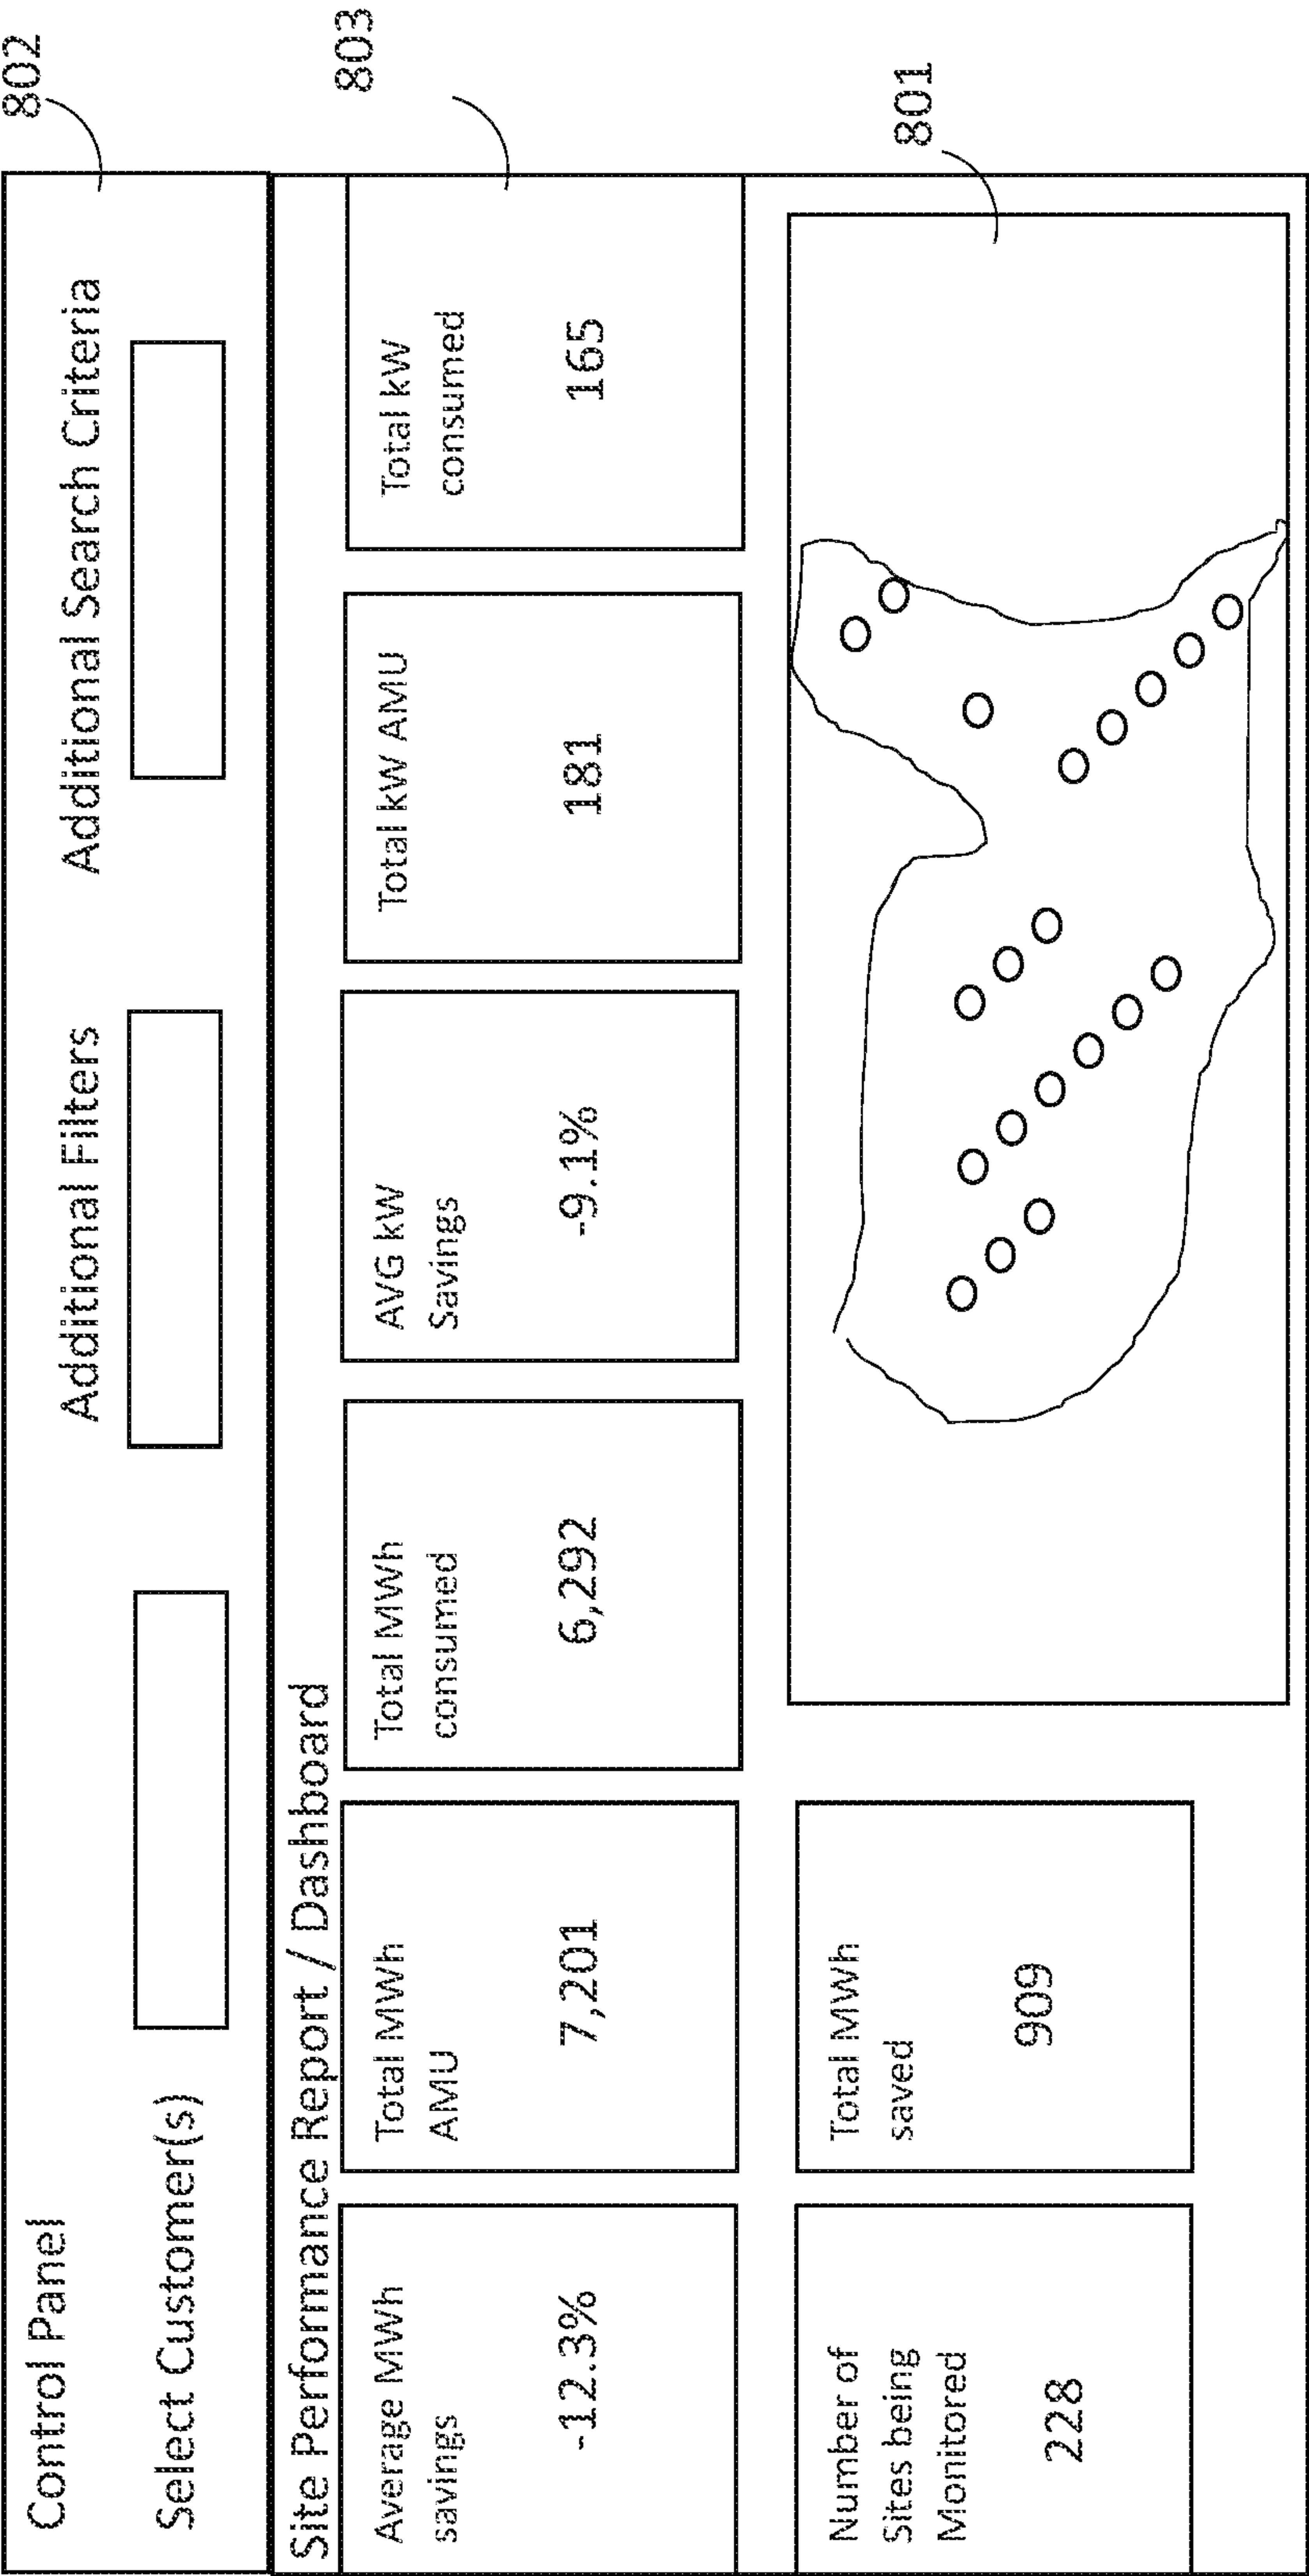 802
Control Panel
Additional Filters
Additional Search Criteria
Select Customer(s)
Site Performance Report / Dashboard
803
Average MWh
savings
-12.3%
Total MWh
AMU
7,201
Total MWh
consumed
6,292
AVG kW
Savings
-9.1%
Total kW AMU
181
Total kW
consumed
165
Number of
Sites being
Monitored
228
Total MWh
saved
909
801